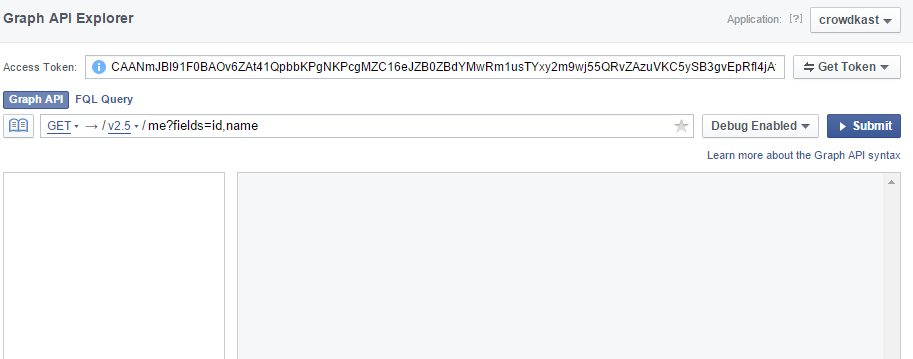 Graph API Explorer Application: [?] crowdkast
Access Token: CAANmJBI91F0BAOv6ZAt41QpbbKPgNKPcgMZC16eJZB0ZBdYMwRm1usTYxy2m9wj55QRvZAzuVKC5ySB3gvEpRfI4jA Get Token
Graph API FQL Query
GET → / v2.5 / me?fields=id,name Debug Enabled Submit
Learn more about the Graph API syntax